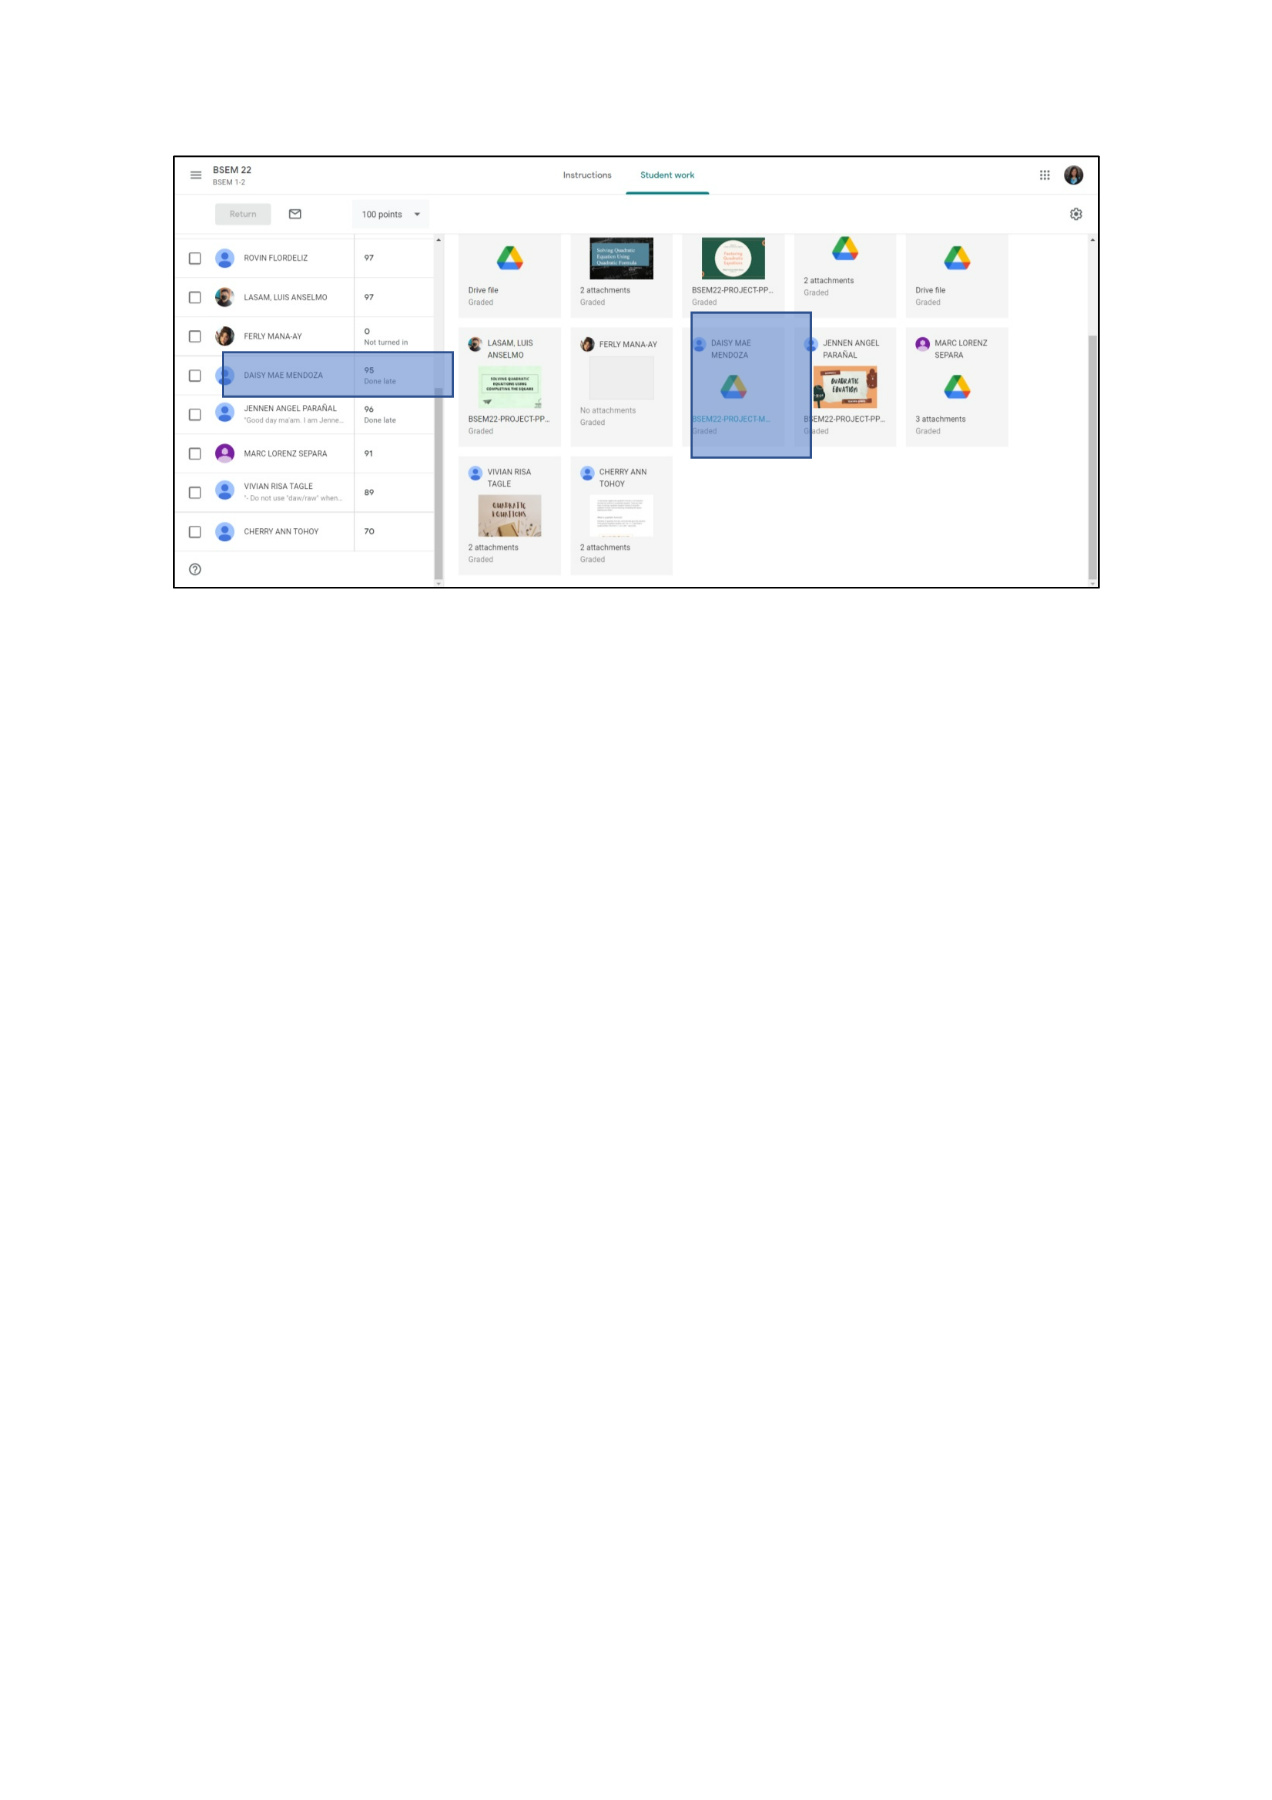 BSEM 22
BSEM 1-2
Instructions
Student work
Return
100 points
ROVIN FLORDELIZ
97
LASAM, LUIS ANSELMO
97
FERLY MANA-AY
0
Not turned in
DAISY MAE MENDOZA
95
Done late
JENNEN ANGEL PARAÑAL
96
"Good day ma'am. I am Jenne...
Done late
MARC LORENZ SEPARA
91
VIVIAN RISA TAGLE
89
"- Do not use "daw/raw" when...
CHERRY ANN TOHOY
70
Drive file
Graded
Solving Quadratic
Equation Using
Quadratic Formula
2 attachments
Graded
BSEM22-PROJECT-PP...
Graded
2 attachments
Graded
Drive file
Graded
LASAM, LUIS
ANSELMO
SOLVING QUADRATIC
EQUATIONS USING
COMPLETING THE SQUARE
BSEM22-PROJECT-PP...
Graded
FERLY MANA-AY
No attachments
Graded
DAISY MAE
MENDOZA
BSEM22-PROJECT-M...
Graded
JENNEN ANGEL
PARAÑAL
QUADRATIC
EQUATION
BSEM22-PROJECT-PP...
Graded
MARC LORENZ
SEPARA
3 attachments
Graded
VIVIAN RISA
TAGLE
QUADRATIC
EQUATIONS
2 attachments
Graded
CHERRY ANN
TOHOY
2 attachments
Graded